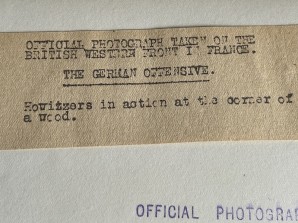 OFFICIAL PHOTOGRAPH TAKEN ON THE
BRITISH WESTERN FRONT IN FRANCE.
THE GERMAN OFFENSIVE.
Howitzers in action at the corner of
a wood.
OFFICIAL PHOTOGRA